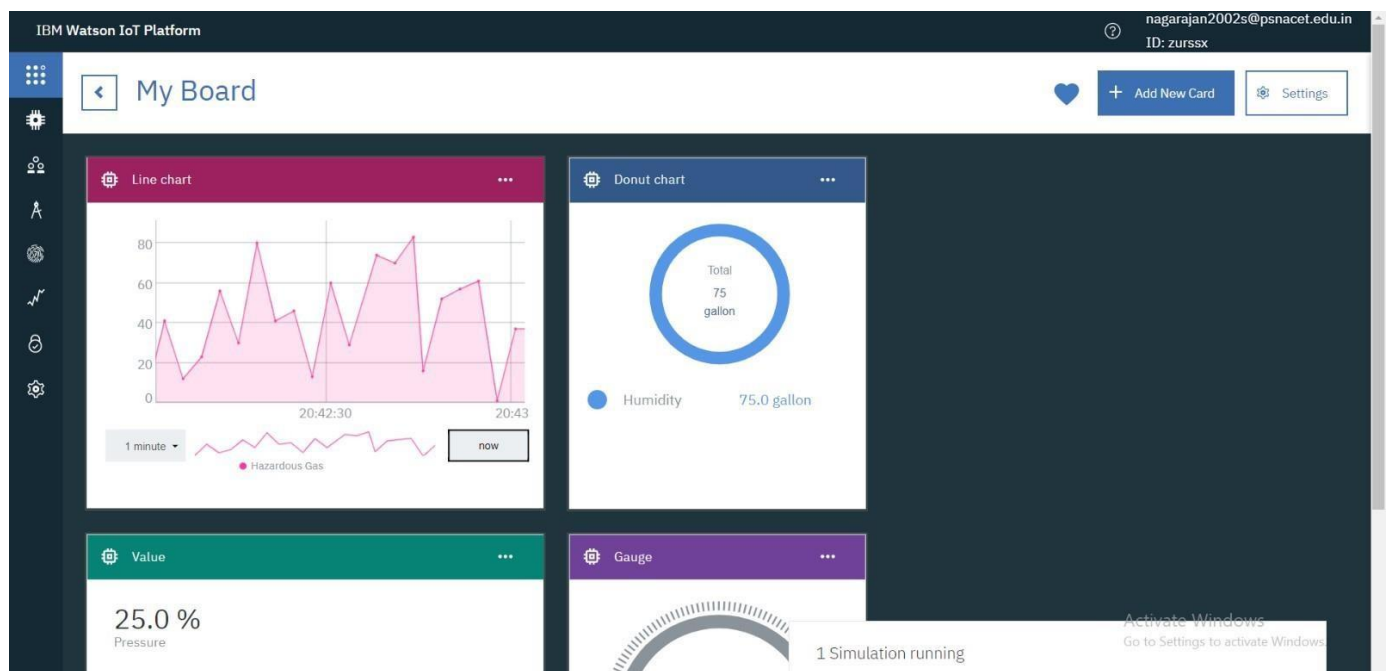 IBM Watson IoT Platform
nagarajan2002s@psnacet.edu.in
ID: zurssx
My Board
Add New Card
Settings
Line chart
80
60
40
20
0
20:42:30
20:43
1 minute
now
Hazardous Gas
Donut chart
Total
75
gallon
Humidity 75.0 gallon
Value
25.0 %
Pressure
Gauge
1 Simulation running
Activate Windows
Go to Settings to activate Windows.